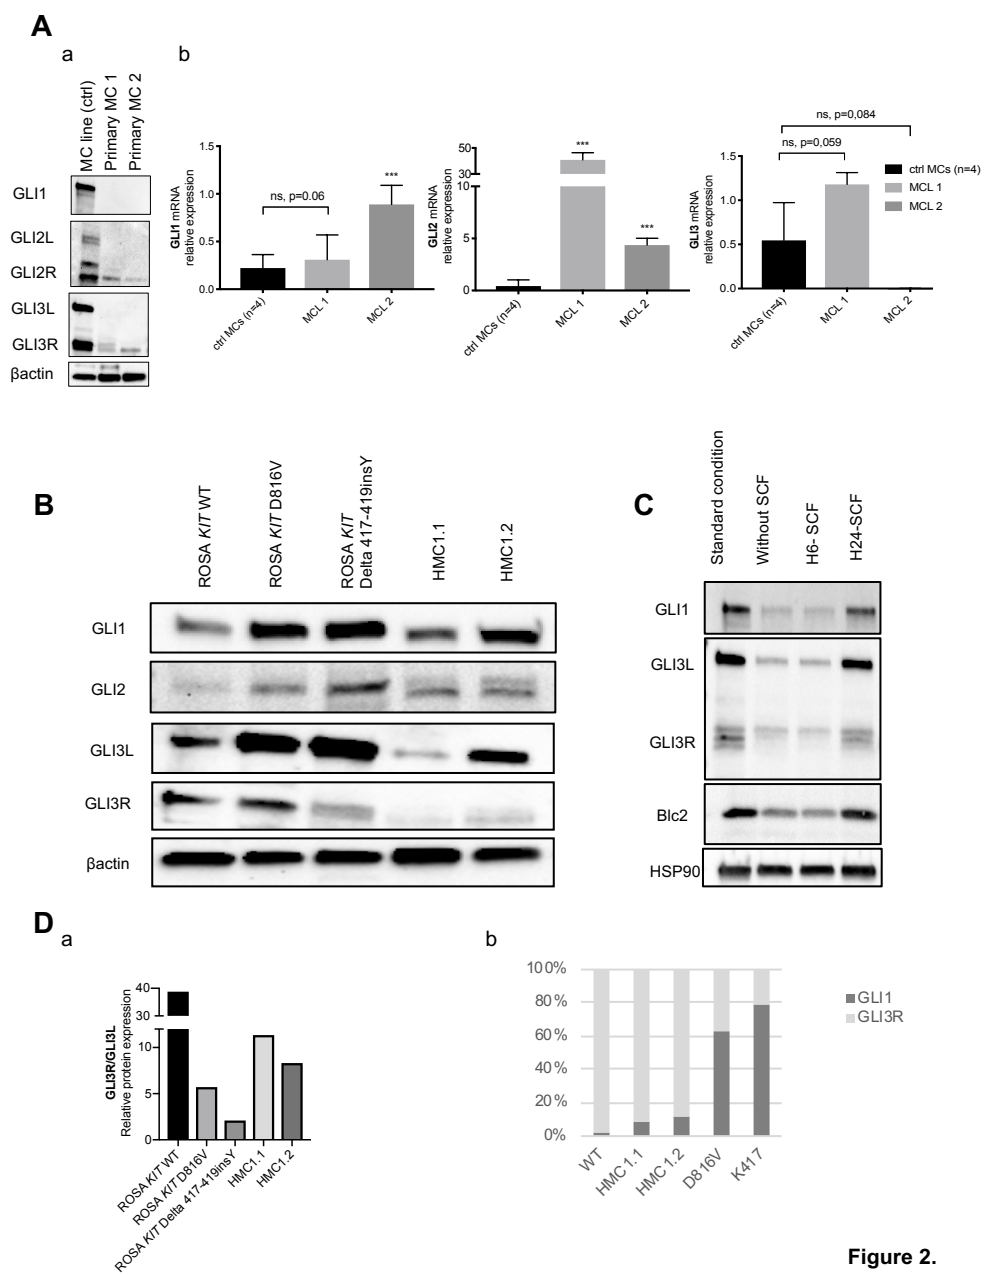 A
a
b
MC line (ctrl)
Primary MC 1
Primary MC 2
GLI1
GLI2L
GLI2R
GLI3L
GLI3R
βactin
GLI1 mRNA
relative expression
1.5
1.0
0.5
0.0
ns, p=0.06
***
ctrl MCs (n=4)
MCL 1
MCL 2
GLI2 mRNA
relative expression
50
30
10
5
0
***
***
ctrl MCs (n=4)
MCL 1
MCL 2
GLI3 mRNA
relative expression
1.5
1.0
0.5
0.0
ns, p=0,084
ns, p=0,059
ctrl MCs (n=4)
MCL 1
MCL 2
ctrl MCs (n=4)
MCL 1
MCL 2
B
ROSA KIT WT
ROSA KIT D816V
ROSA KIT
Delta 417-419insY
HMC1.1
HMC1.2
GLI1
GLI2
GLI3L
GLI3R
βactin
C
Standard condition
Without SCF
H6- SCF
H24-SCF
GLI1
GLI3L
GLI3R
Blc2
HSP90
D
a
GLI3R/GLI3L
Relative protein expression
40
30
10
5
0
ROSA KIT WT
ROSA KIT D816V
ROSA KIT Delta 417-419insY
HMC1.1
HMC1.2
b
100%
80%
60%
40%
20%
0%
WT
HMC1.1
HMC1.2
D816V
K417
GLI1
GLI3R
Figure 2.